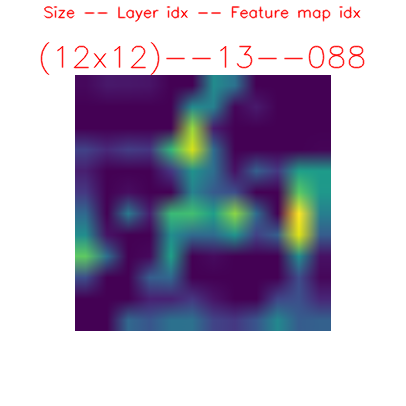 Size -- Layer idx -- Feature map idx
(12x12)--13--088